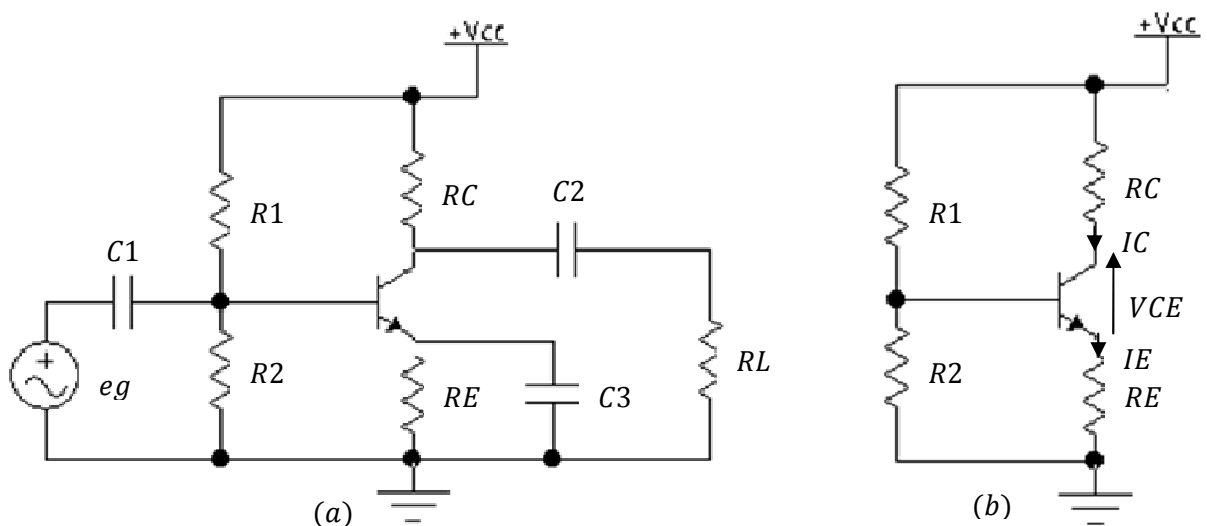 +Vcc
R1
RC
C2
C1
R2
eg
RE
C3
RL
(a)
+Vcc
R1
RC
IC
VCE
R2
IE
RE
(b)